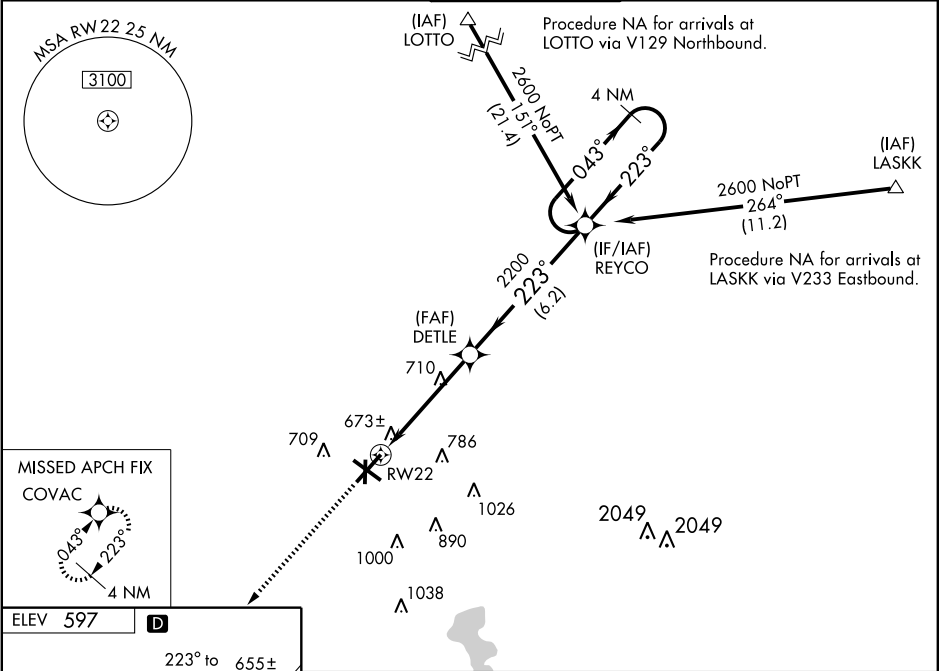 MSA RW22 25 NM
3100
(IAF)
LOTTO
Procedure NA for arrivals at
LOTTO via V129 Northbound.
2600 NoPT
151°
(21.4)
4 NM
043°
223°
(IAF)
LASKK
2600 NoPT
264°
(11.2)
(IF/IAF)
REYCO
Procedure NA for arrivals at
LASKK via V233 Eastbound.
2200
223°
(6.2)
(FAF)
DETLE
710
673±
709
786
RW22
1026
890
1000
2049
2049
1038
MISSED APCH FIX
COVAC
043°
223°
4 NM
ELEV 597
D
223° to 655±